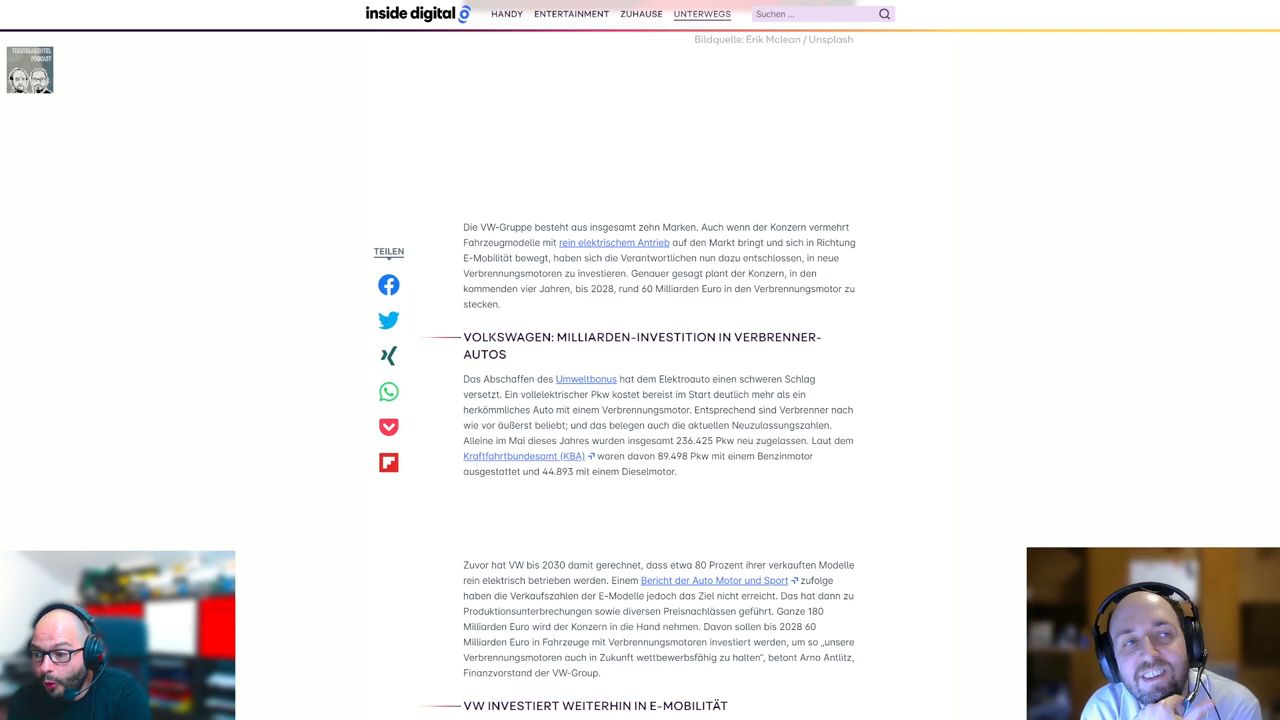 inside digital
HANDY ENTERTAINMENT ZUHAUSE UNTERWEGS Suchen ...
Bildquelle: Erik Mclean / Unsplash
TECHTELMECHTEL
PODCAST
Die VW-Gruppe besteht aus insgesamt zehn Marken. Auch wenn der Konzern vermehrt
Fahrzeugmodelle mit rein elektrischem Antrieb auf den Markt bringt und sich in Richtung
E-Mobilität bewegt, haben sich die Verantwortlichen nun dazu entschlossen, in neue
Verbrennungsmotoren zu investieren. Genauer gesagt plant der Konzern, in den
kommenden vier Jahren, bis 2028, rund 60 Milliarden Euro in den Verbrennungsmotor zu
stecken.
TEILEN
VOLKSWAGEN: MILLIARDEN-INVESTITION IN VERBRENNER-
AUTOS
Das Abschaffen des Umweltbonus hat dem Elektroauto einen schweren Schlag
versetzt. Ein vollelektrischer Pkw kostet bereist im Start deutlich mehr als ein
herkömmliches Auto mit einem Verbrennungsmotor. Entsprechend sind Verbrenner nach
wie vor äußerst beliebt; und das belegen auch die aktuellen Neuzulassungszahlen.
Alleine im Mai dieses Jahres wurden insgesamt 236.425 Pkw neu zugelassen. Laut dem
Kraftfahrtbundesamt (KBA) waren davon 89.498 Pkw mit einem Benzinmotor
ausgestattet und 44.893 mit einem Dieselmotor.
Zuvor hat VW bis 2030 damit gerechnet, dass etwa 80 Prozent ihrer verkauften Modelle
rein elektrisch betrieben werden. Einem Bericht der Auto Motor und Sport zufolge
haben die Verkaufszahlen der E-Modelle jedoch das Ziel nicht erreicht. Das hat dann zu
Produktionsunterbrechungen sowie diversen Preisnachlässen geführt. Ganze 180
Milliarden Euro wird der Konzern in die Hand nehmen. Davon sollen bis 2028 60
Milliarden Euro in Fahrzeuge mit Verbrennungsmotoren investiert werden, um so „unsere
Verbrennungsmotoren auch in Zukunft wettbewerbsfähig zu halten“, betont Arno Antlitz,
Finanzvorstand der VW-Group.
VW INVESTIERT WEITERHIN IN E-MOBILITÄT